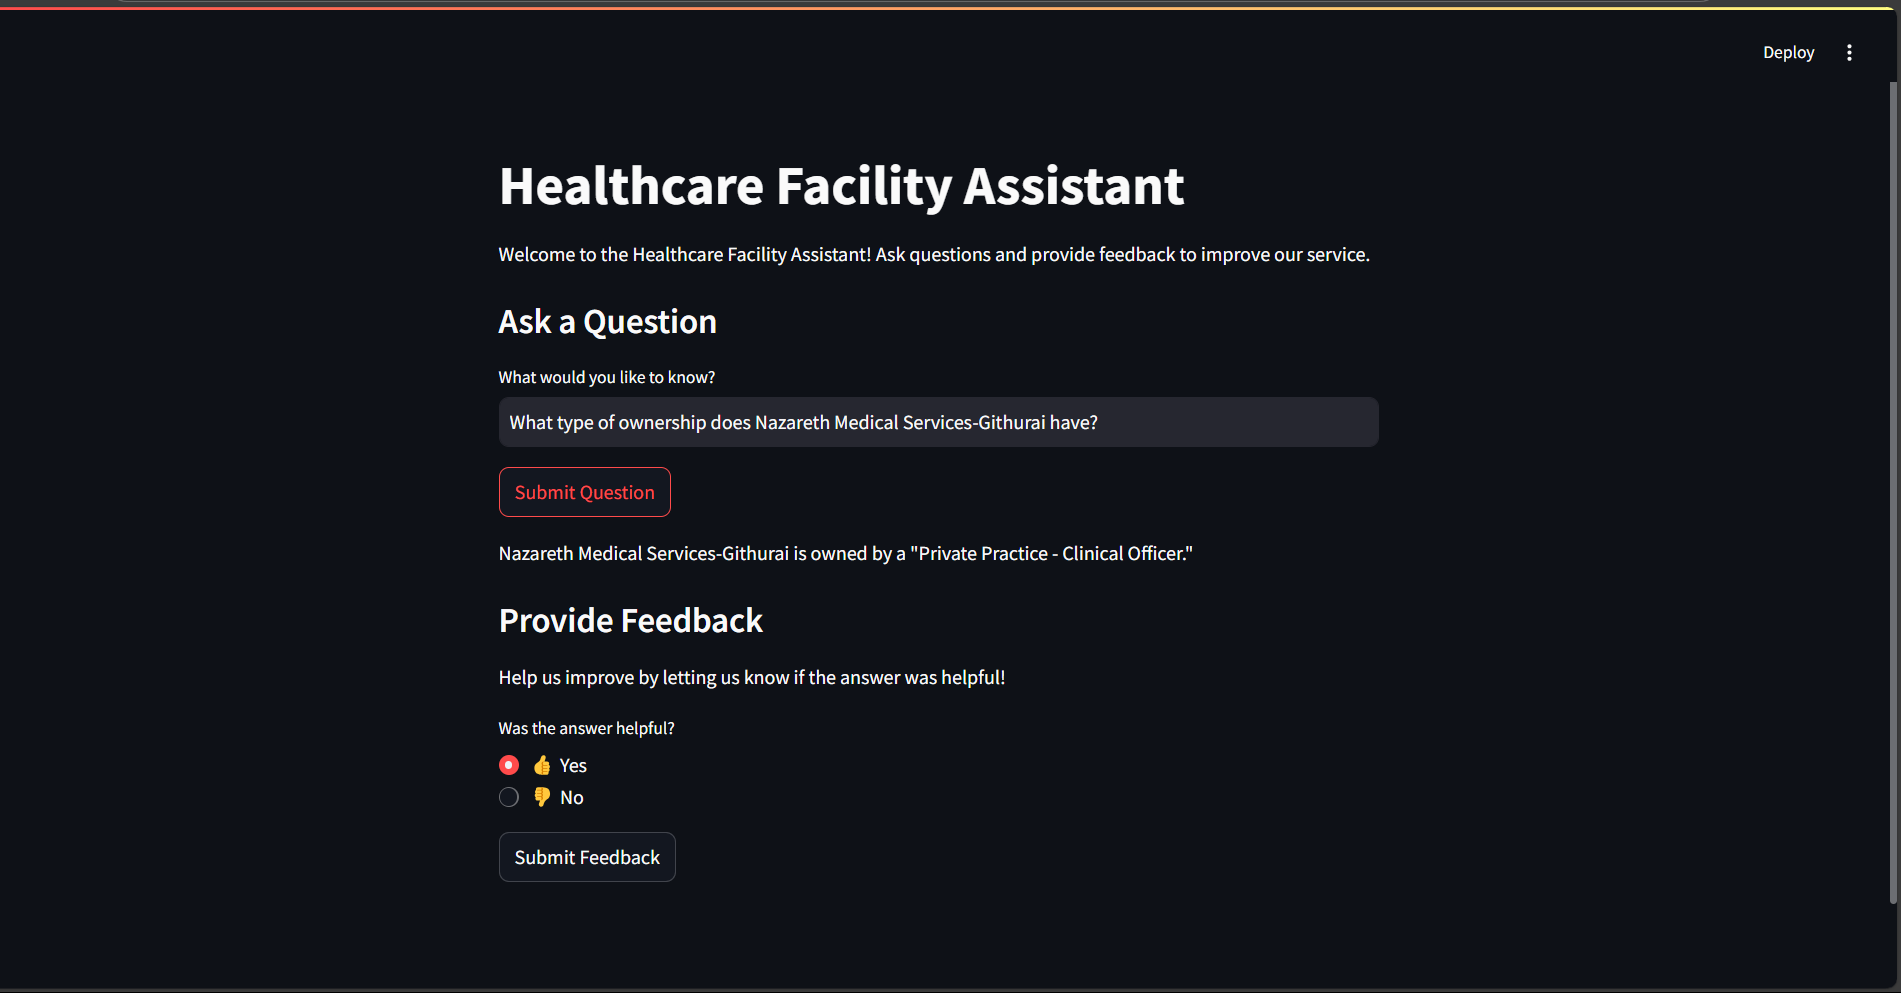 Deploy
Healthcare Facility Assistant
Welcome to the Healthcare Facility Assistant! Ask questions and provide feedback to improve our service.
Ask a Question
What would you like to know?
What type of ownership does Nazareth Medical Services-Githurai have?
Submit Question
Nazareth Medical Services-Githurai is owned by a "Private Practice - Clinical Officer."
Provide Feedback
Help us improve by letting us know if the answer was helpful!
Was the answer helpful?
👍 Yes
👎 No
Submit Feedback